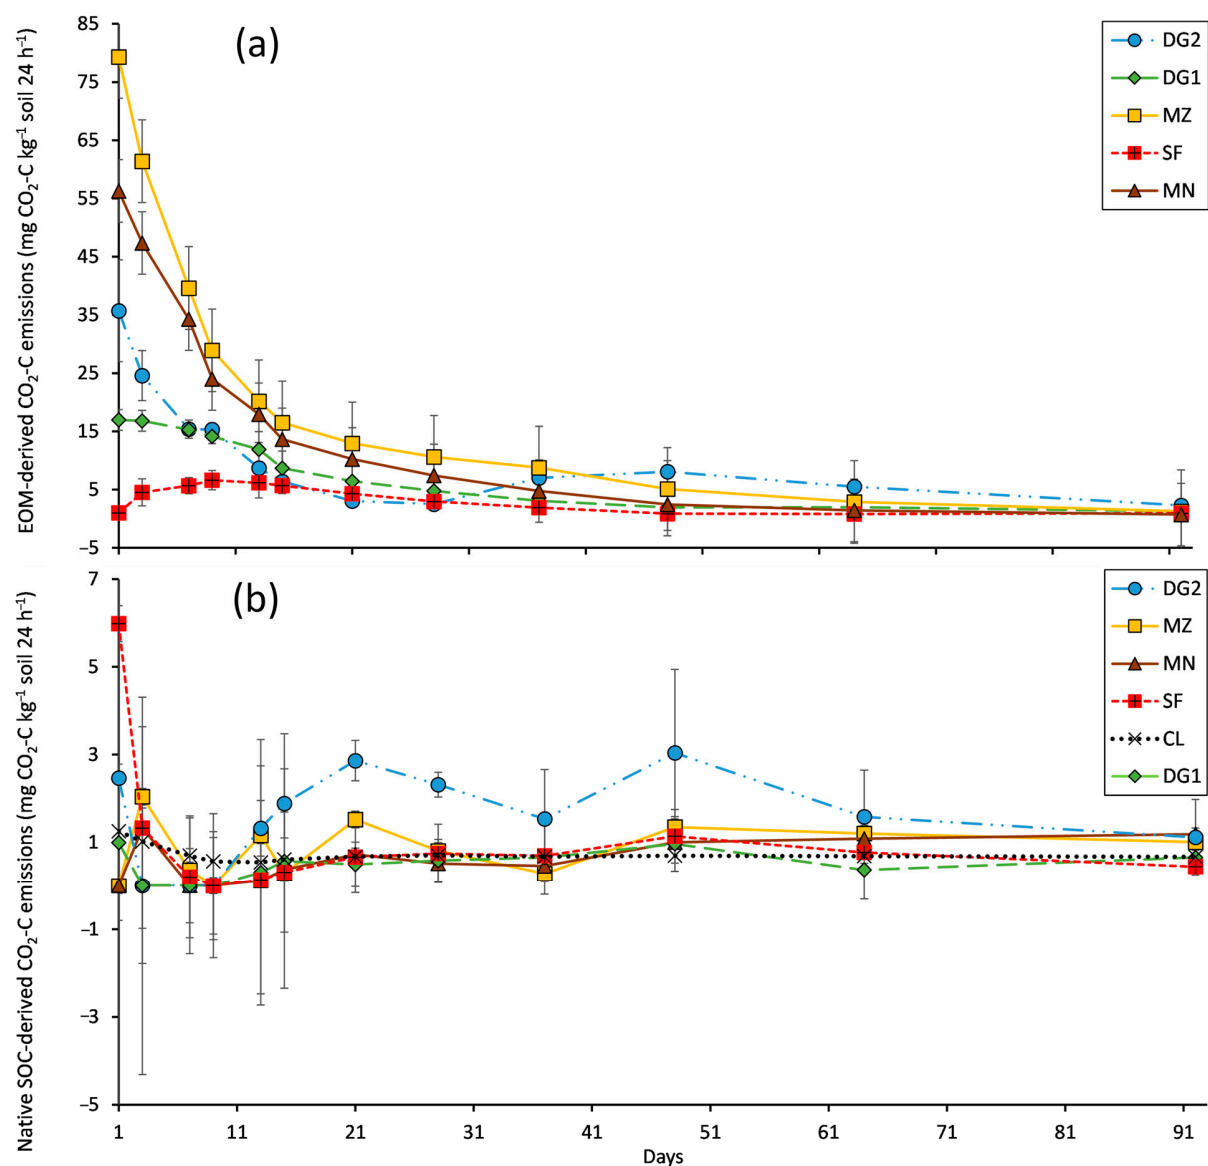 (a)
EOM-derived CO₂-C emissions (mg CO₂-C kg⁻¹ soil 24 h⁻¹)
85
75
65
55
45
35
25
15
5
−5
DG2
DG1
MZ
SF
MN
(b)
Native SOC-derived CO₂-C emissions (mg CO₂-C kg⁻¹ soil 24 h⁻¹)
7
5
3
1
−1
−3
−5
DG2
MZ
MN
SF
CL
DG1
1 11 21 31 41 51 61 71 81 91
Days